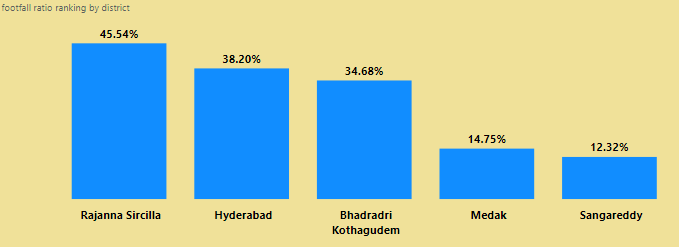 footfall ratio ranking by district
45.54%
38.20%
34.68%
14.75%
12.32%
Rajanna Sircilla
Hyderabad
Bhadradri
Kothagudem
Medak
Sangareddy